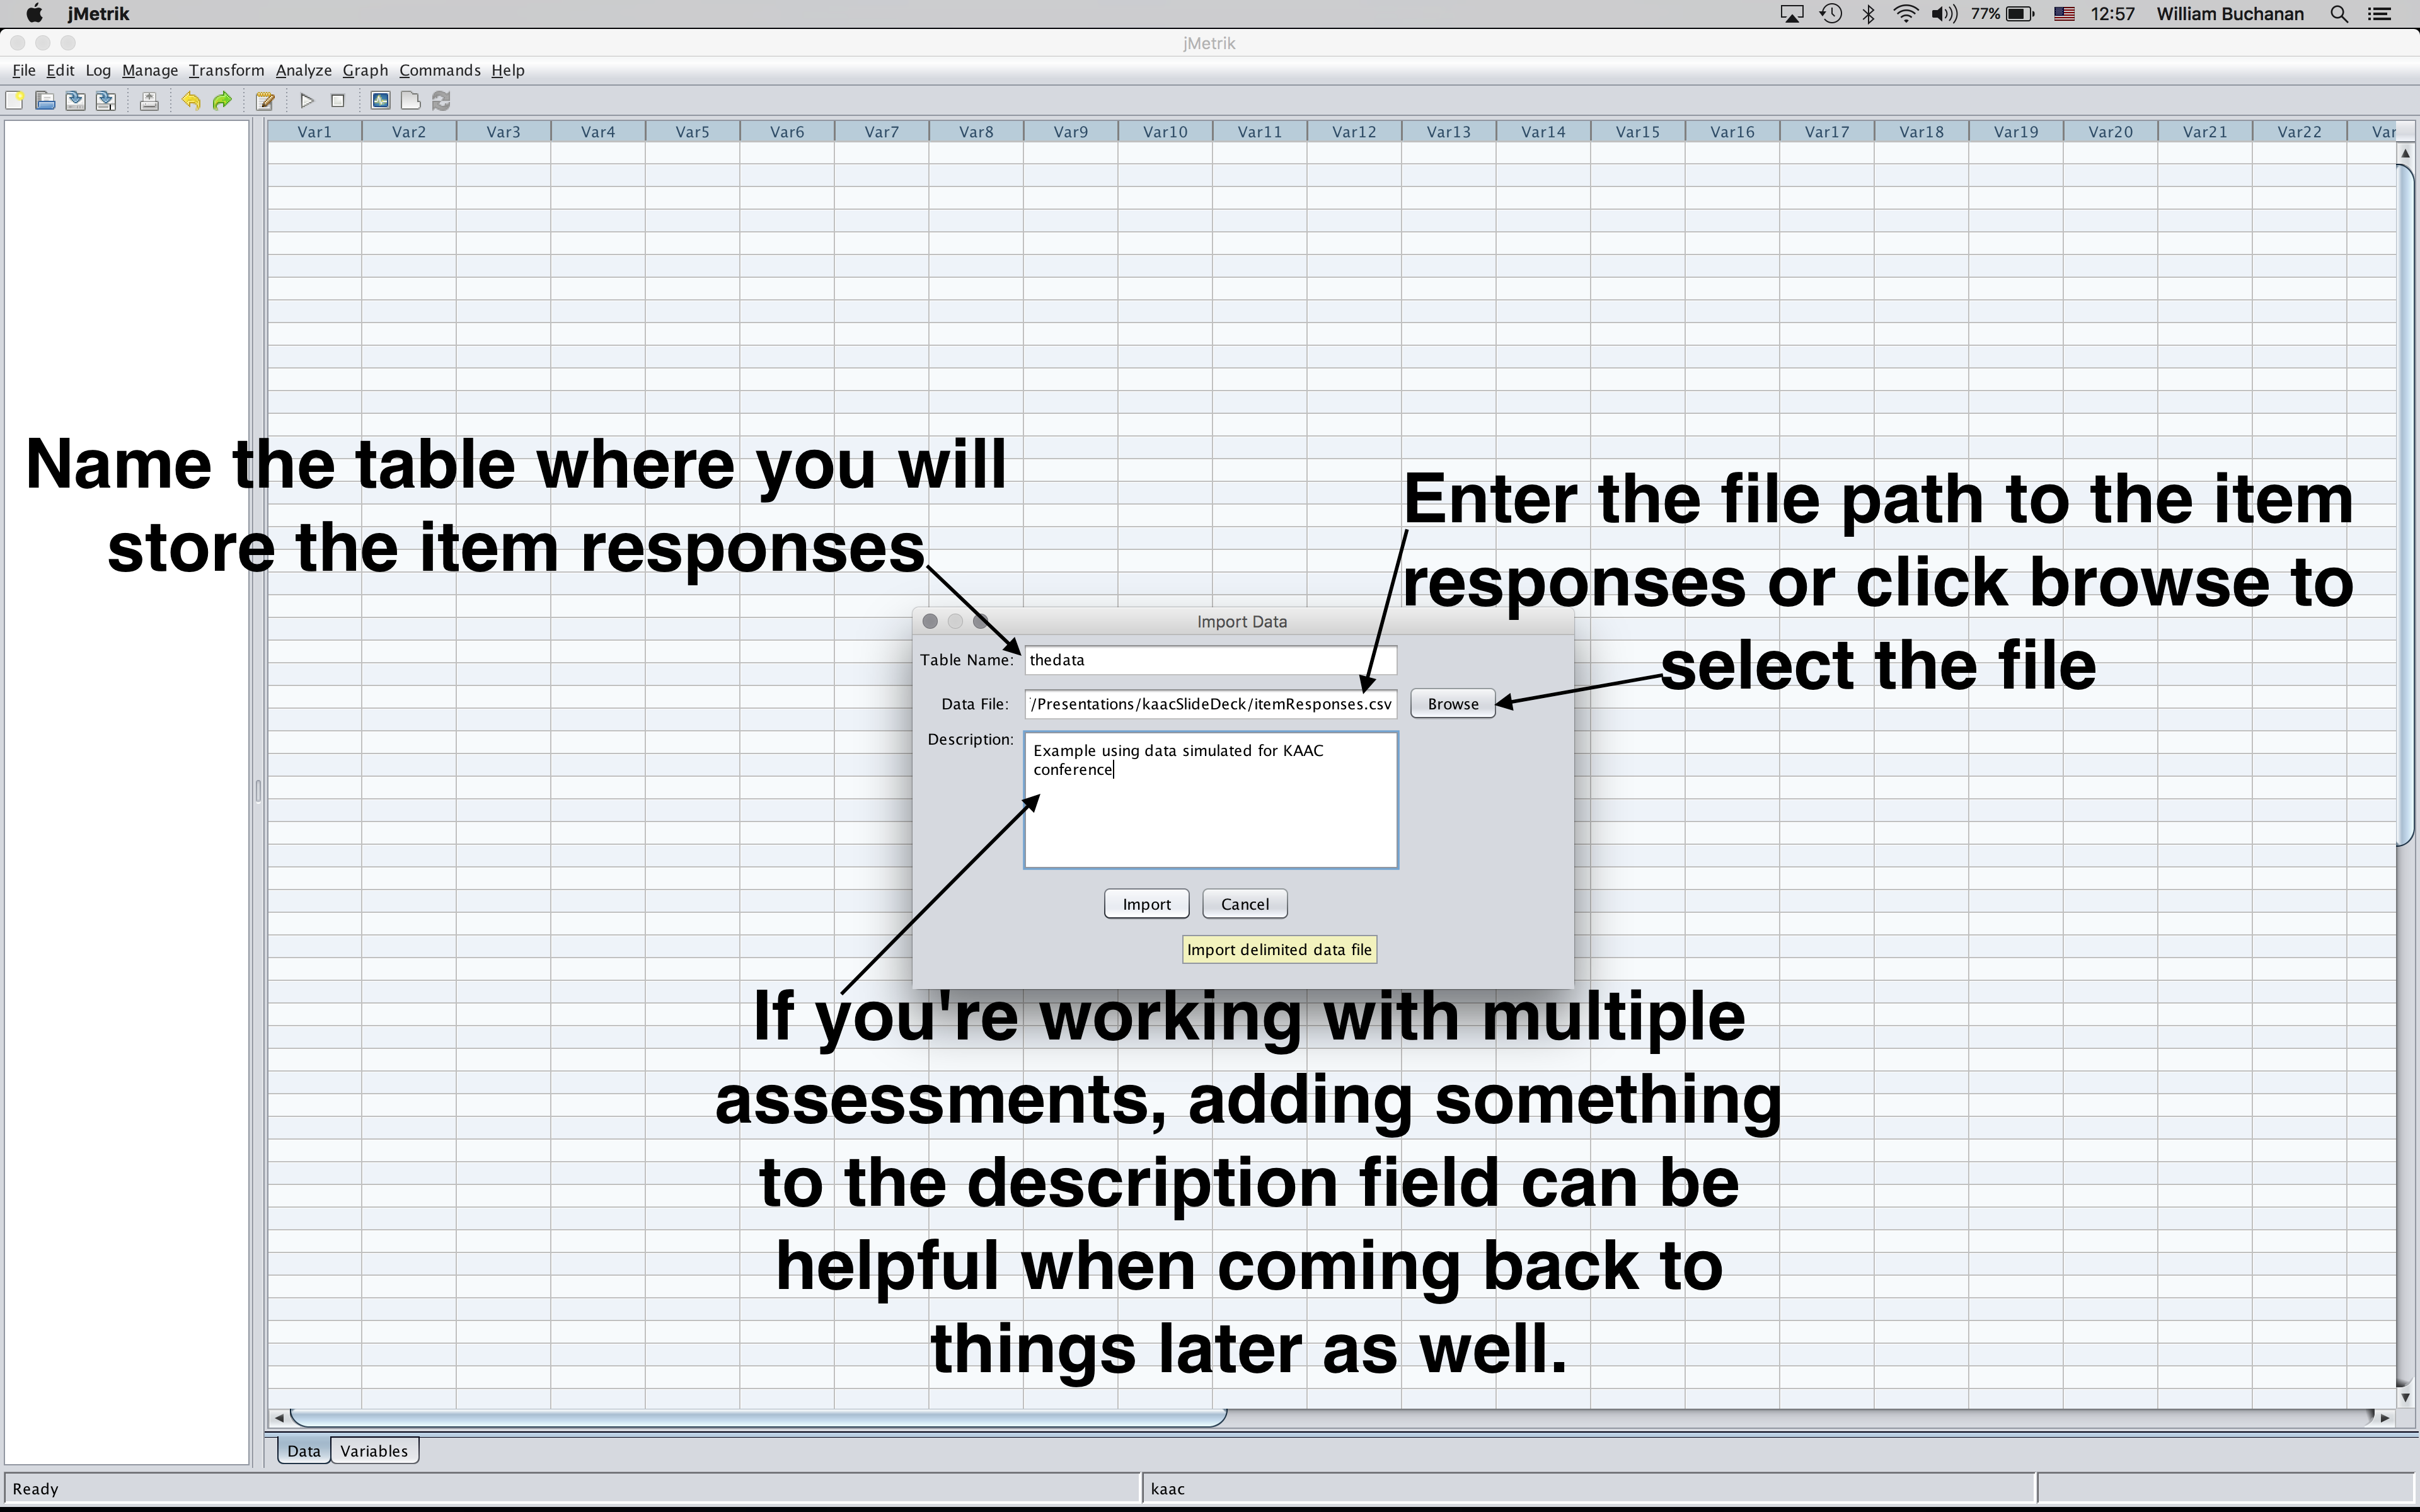 jMetrik
77%
12:57
William Buchanan
jMetrik
File Edit Log Manage Transform Analyze Graph Commands Help
Var1 Var2 Var3 Var4 Var5 Var6 Var7 Var8 Var9 Var10 Var11 Var12 Var13 Var14 Var15 Var16 Var17 Var18 Var19 Var20 Var21 Var22 Var
Name the table where you will
store the item responses
Enter the file path to the item
responses or click browse to
select the file
Import Data
Table Name: thedata
Data File: /Presentations/kaacSlideDeck/itemResponses.csv Browse
Description:
Example using data simulated for KAAC
conference
Import Cancel
Import delimited data file
If you're working with multiple
assessments, adding something
to the description field can be
helpful when coming back to
things later as well.
Data Variables
Ready kaac